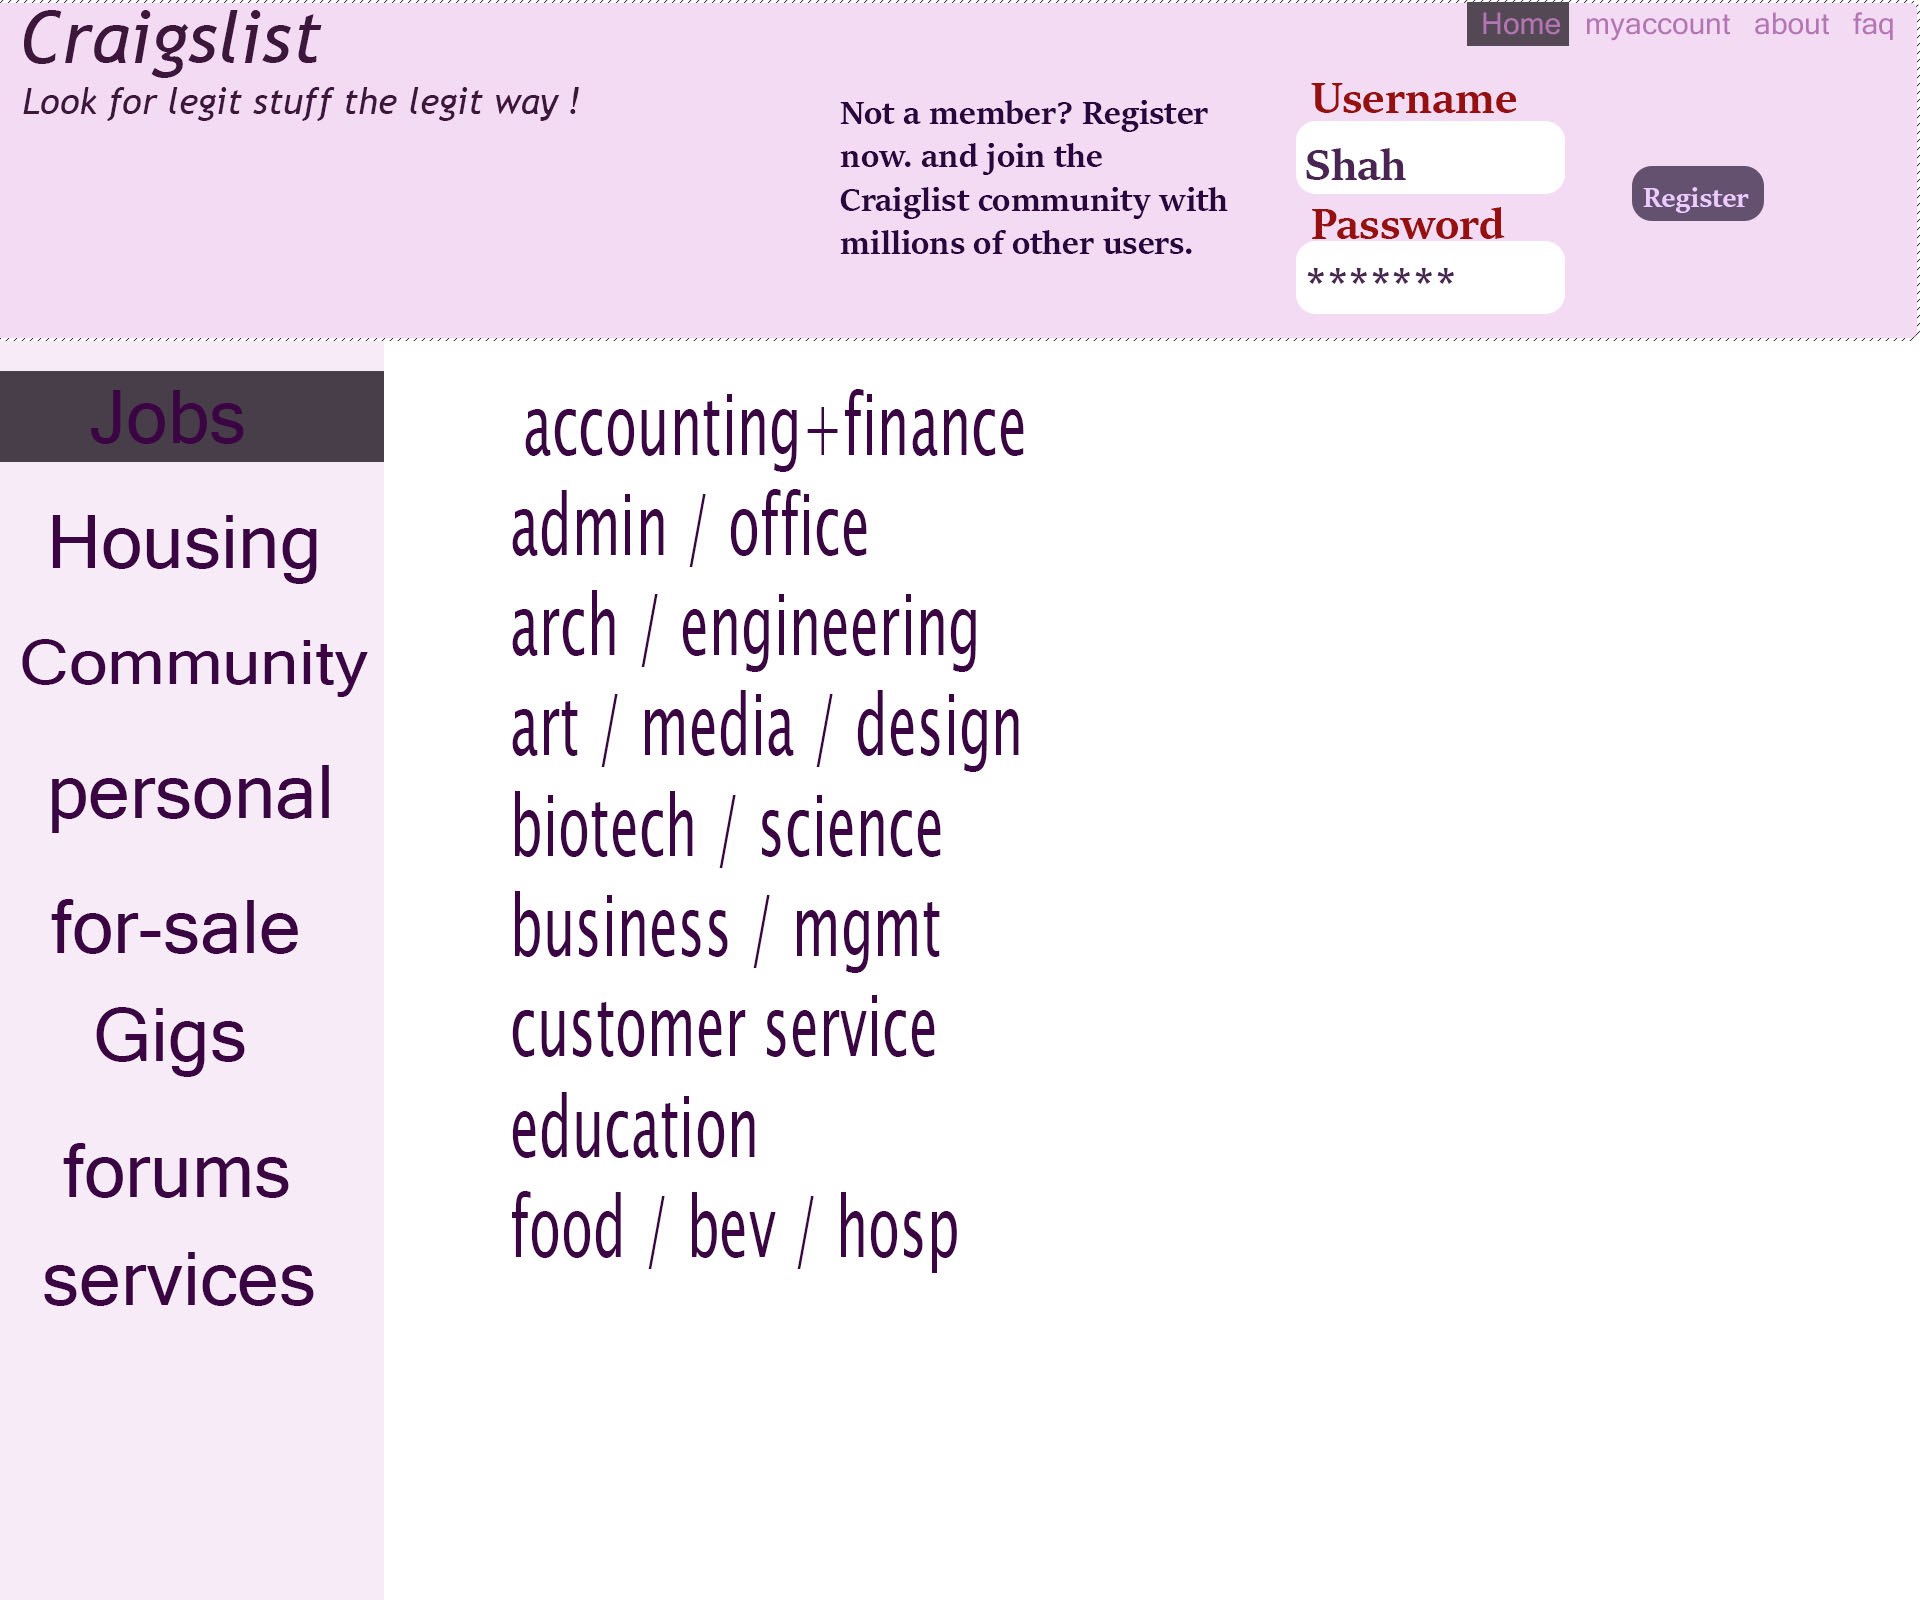 Craigslist
Look for legit stuff the legit way !
Home myaccount about faq
Not a member? Register
now. and join the
Craiglist community with
millions of other users.
Username
Shah
Password
*******
Register
Jobs
Housing
Community
personal
for-sale
Gigs
forums
services
accounting+finance
admin / office
arch / engineering
art / media / design
biotech / science
business / mgmt
customer service
education
food / bev / hosp